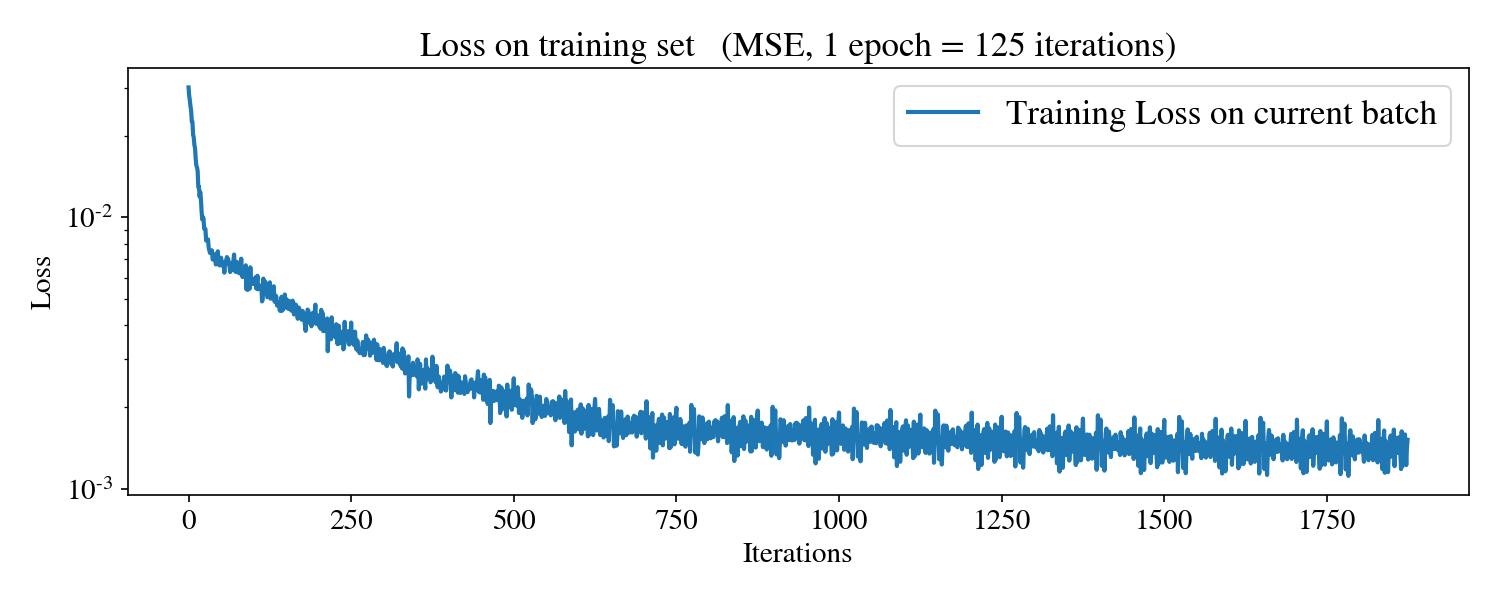 Loss on training set (MSE, 1 epoch = 125 iterations)
Training Loss on current batch
Loss
10^-2
10^-3
0 250 500 750 1000 1250 1500 1750
Iterations